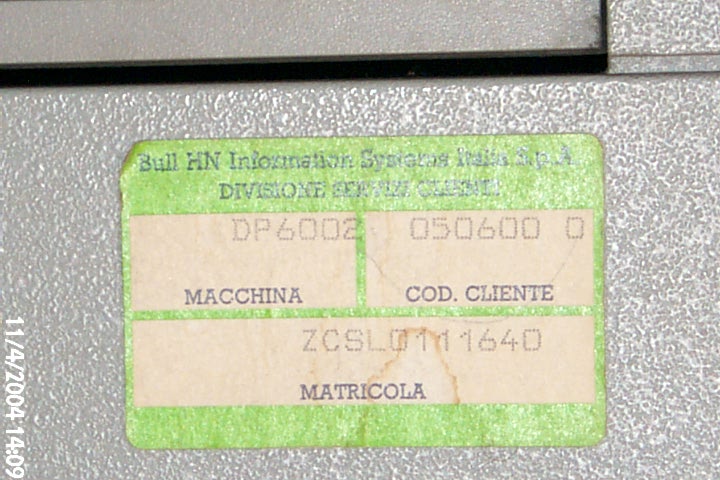 Bull HN Information Systems Italia S.p.A.
DIVISIONE SERVIZI CLIENTI
DP6002 050600 0
MACCHINA COD. CLIENTE
ZCSL0111640
MATRICOLA
11/4/2004 14:09